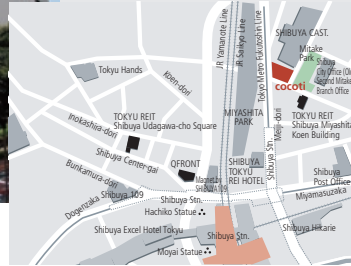 JR Yamanote Line
JR Saikyo Line
Tokyo Metro Fukutoshin Line
SHIBUYA CAST.
Mitake
Park
Shibuya
City Office (Old
Second Mitake
Branch Office
cocoti
Tokyu Hands
Koen-dori
Inokashira-dori
TOKYU REIT
Shibuya Udagawa-cho Square
MIYASHITA
PARK
Meiji-dori
TOKYU REIT
Shibuya Miyashita
Koen Building
Shibuya Center-gai
Bunkamura-dori
QFRONT
Magnet by
SHIBUYA109
SHIBUYA
TOKYU
REI HOTEL
Shibuya Stn.
Shibuya
Post Office
Miyamasuzaka
Dogenzaka
Shibuya 109
Shibuya Stn.
Hachiko Statue
Shibuya Excel Hotel Tokyu
Shibuya Stn.
Shibuya Hikarie
Moyai Statue